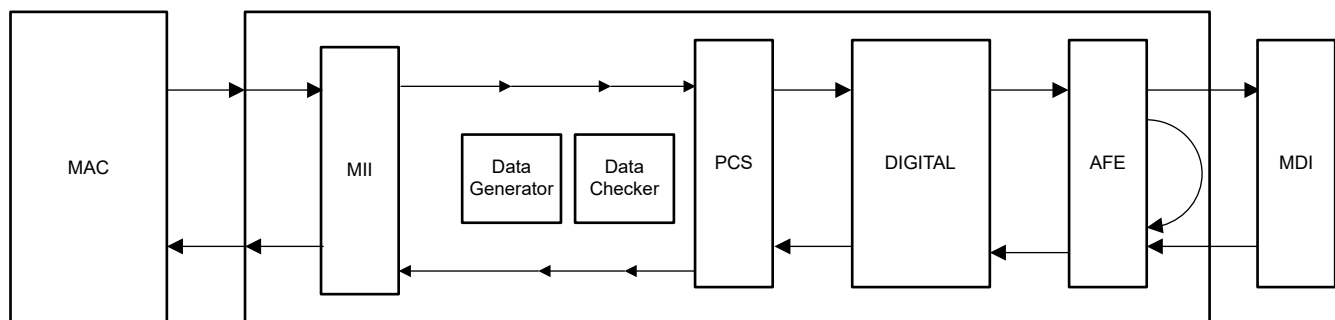 MAC
MII
Data
Generator
Data
Checker
PCS
DIGITAL
AFE
MDI